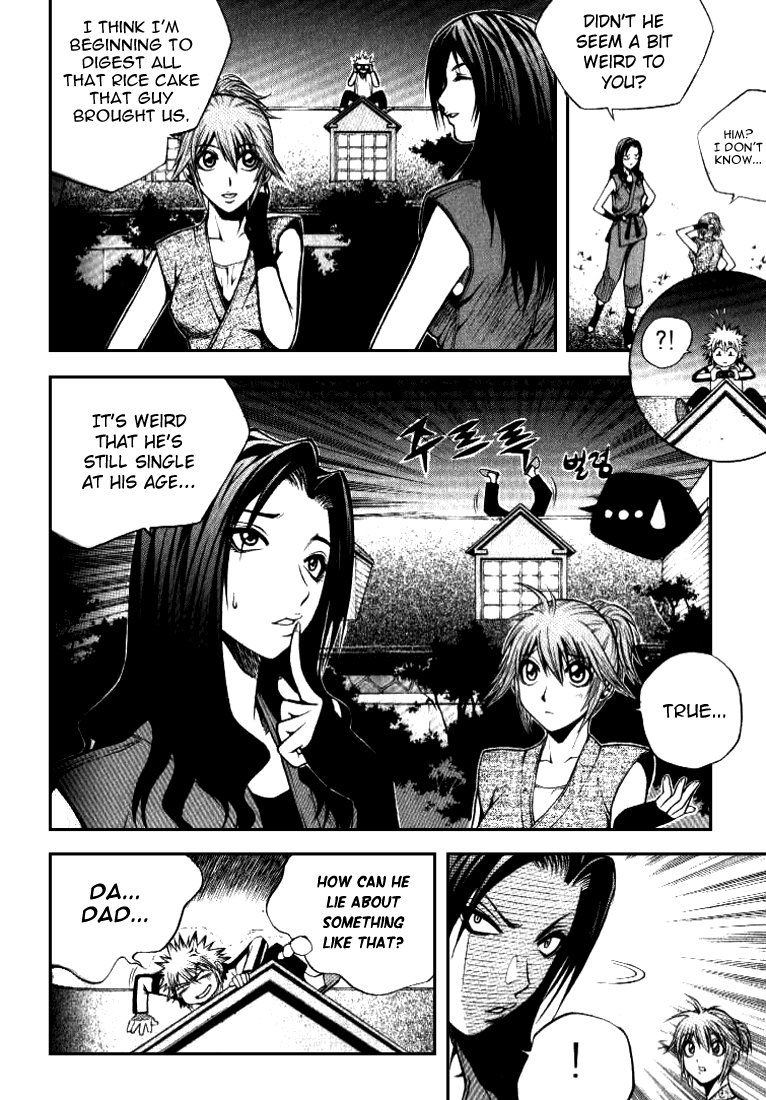 I THINK I'M
BEGINNING TO
DIGEST ALL
THAT RICE CAKE
THAT GUY
BROUGHT US.
DIDN'T HE
SEEM A BIT
WEIRD TO
YOU?
HIM?
I DON'T
KNOW...
?!
IT'S WEIRD
THAT HE'S
STILL SINGLE
AT HIS AGE...
주르륵
벌렁
...
TRUE...
DA...
DAD...
HOW CAN HE
LIE ABOUT
SOMETHING
LIKE THAT?
!